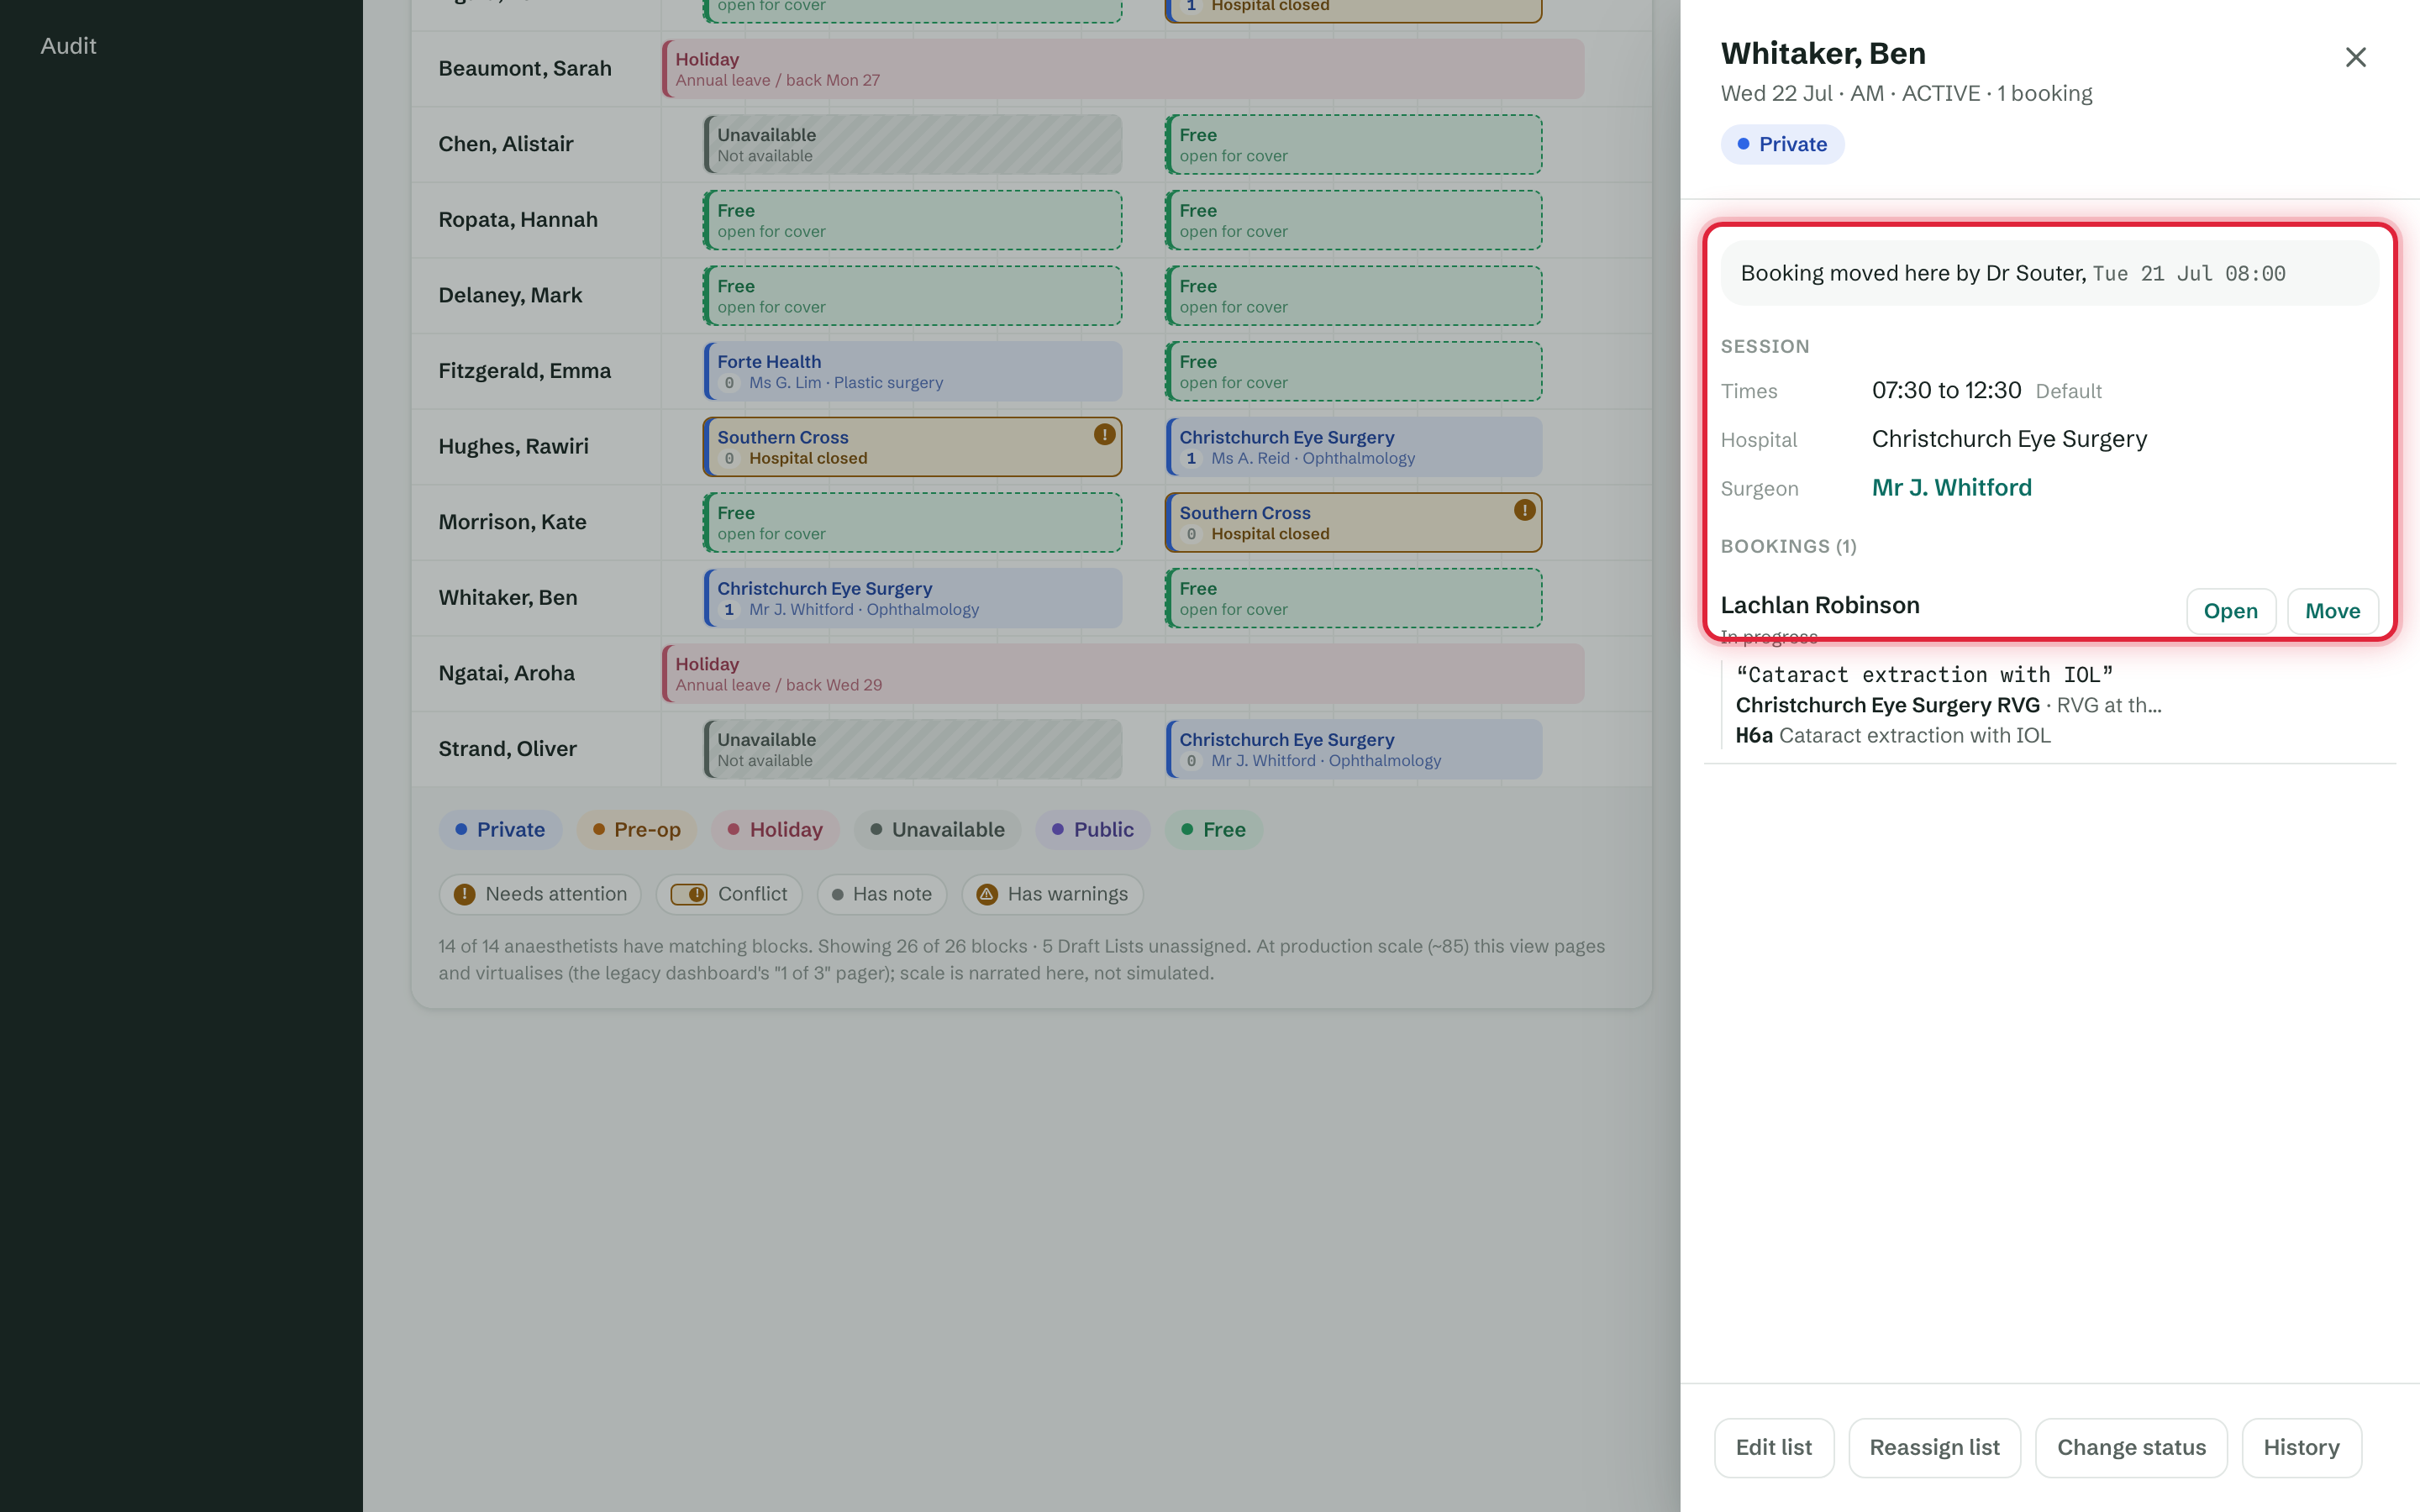 Audit
open for cover
1 Hospital closed
Beaumont, Sarah
Holiday
Annual leave / back Mon 27
Chen, Alistair
Unavailable
Not available
Free
open for cover
Ropata, Hannah
Free
open for cover
Free
open for cover
Delaney, Mark
Free
open for cover
Free
open for cover
Fitzgerald, Emma
Forte Health
0 Ms G. Lim · Plastic surgery
Free
open for cover
Hughes, Rawiri
Southern Cross
0 Hospital closed
Christchurch Eye Surgery
1 Ms A. Reid · Ophthalmology
Morrison, Kate
Free
open for cover
Southern Cross
0 Hospital closed
Whitaker, Ben
Christchurch Eye Surgery
1 Mr J. Whitford · Ophthalmology
Free
open for cover
Ngatai, Aroha
Holiday
Annual leave / back Wed 29
Strand, Oliver
Unavailable
Not available
Christchurch Eye Surgery
0 Mr J. Whitford · Ophthalmology
Private
Pre-op
Holiday
Unavailable
Public
Free
Needs attention
Conflict
Has note
Has warnings
14 of 14 anaesthetists have matching blocks. Showing 26 of 26 blocks · 5 Draft Lists unassigned. At production scale (~85) this view pages
and virtualises (the legacy dashboard's "1 of 3" pager); scale is narrated here, not simulated.
Whitaker, Ben
Wed 22 Jul · AM · ACTIVE · 1 booking
Private
Booking moved here by Dr Souter, Tue 21 Jul 08:00
SESSION
Times 07:30 to 12:30 Default
Hospital Christchurch Eye Surgery
Surgeon Mr J. Whitford
BOOKINGS (1)
Lachlan Robinson
Open
Move
In progress
“Cataract extraction with IOL”
Christchurch Eye Surgery RVG · RVG at th...
H6a Cataract extraction with IOL
Edit list
Reassign list
Change status
History